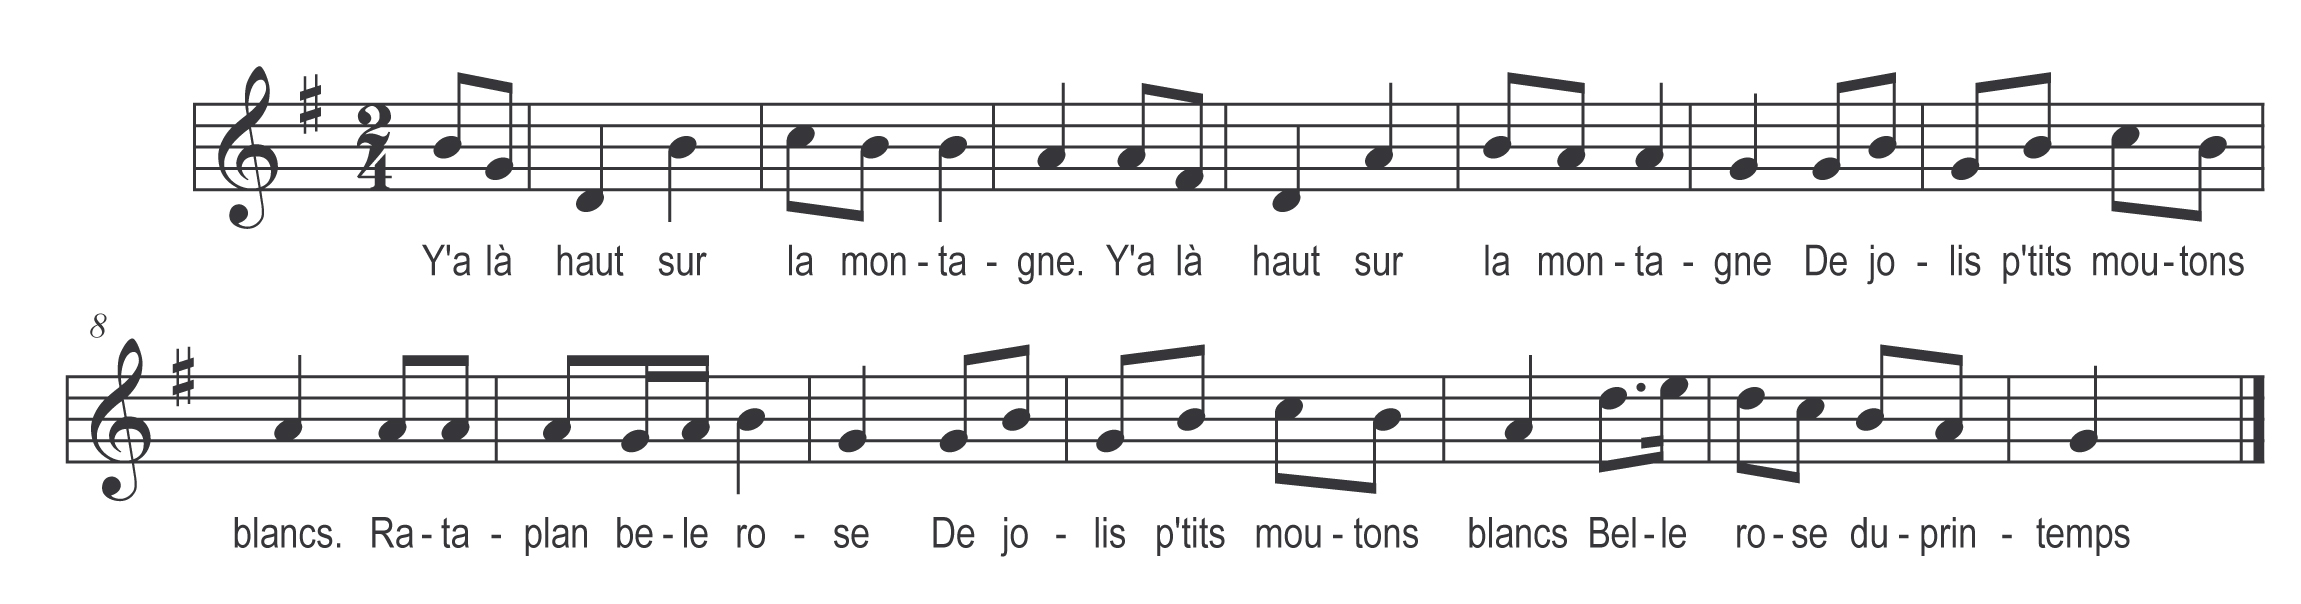 Y'a là haut sur la mon - ta - gne. Y'a là haut sur la mon - ta - gne De jo - lis p'tits mou - tons
8
blancs. Ra - ta - plan be - le ro - se De jo - lis p'tits mou - tons blancs Bel - le ro - se du - prin - temps